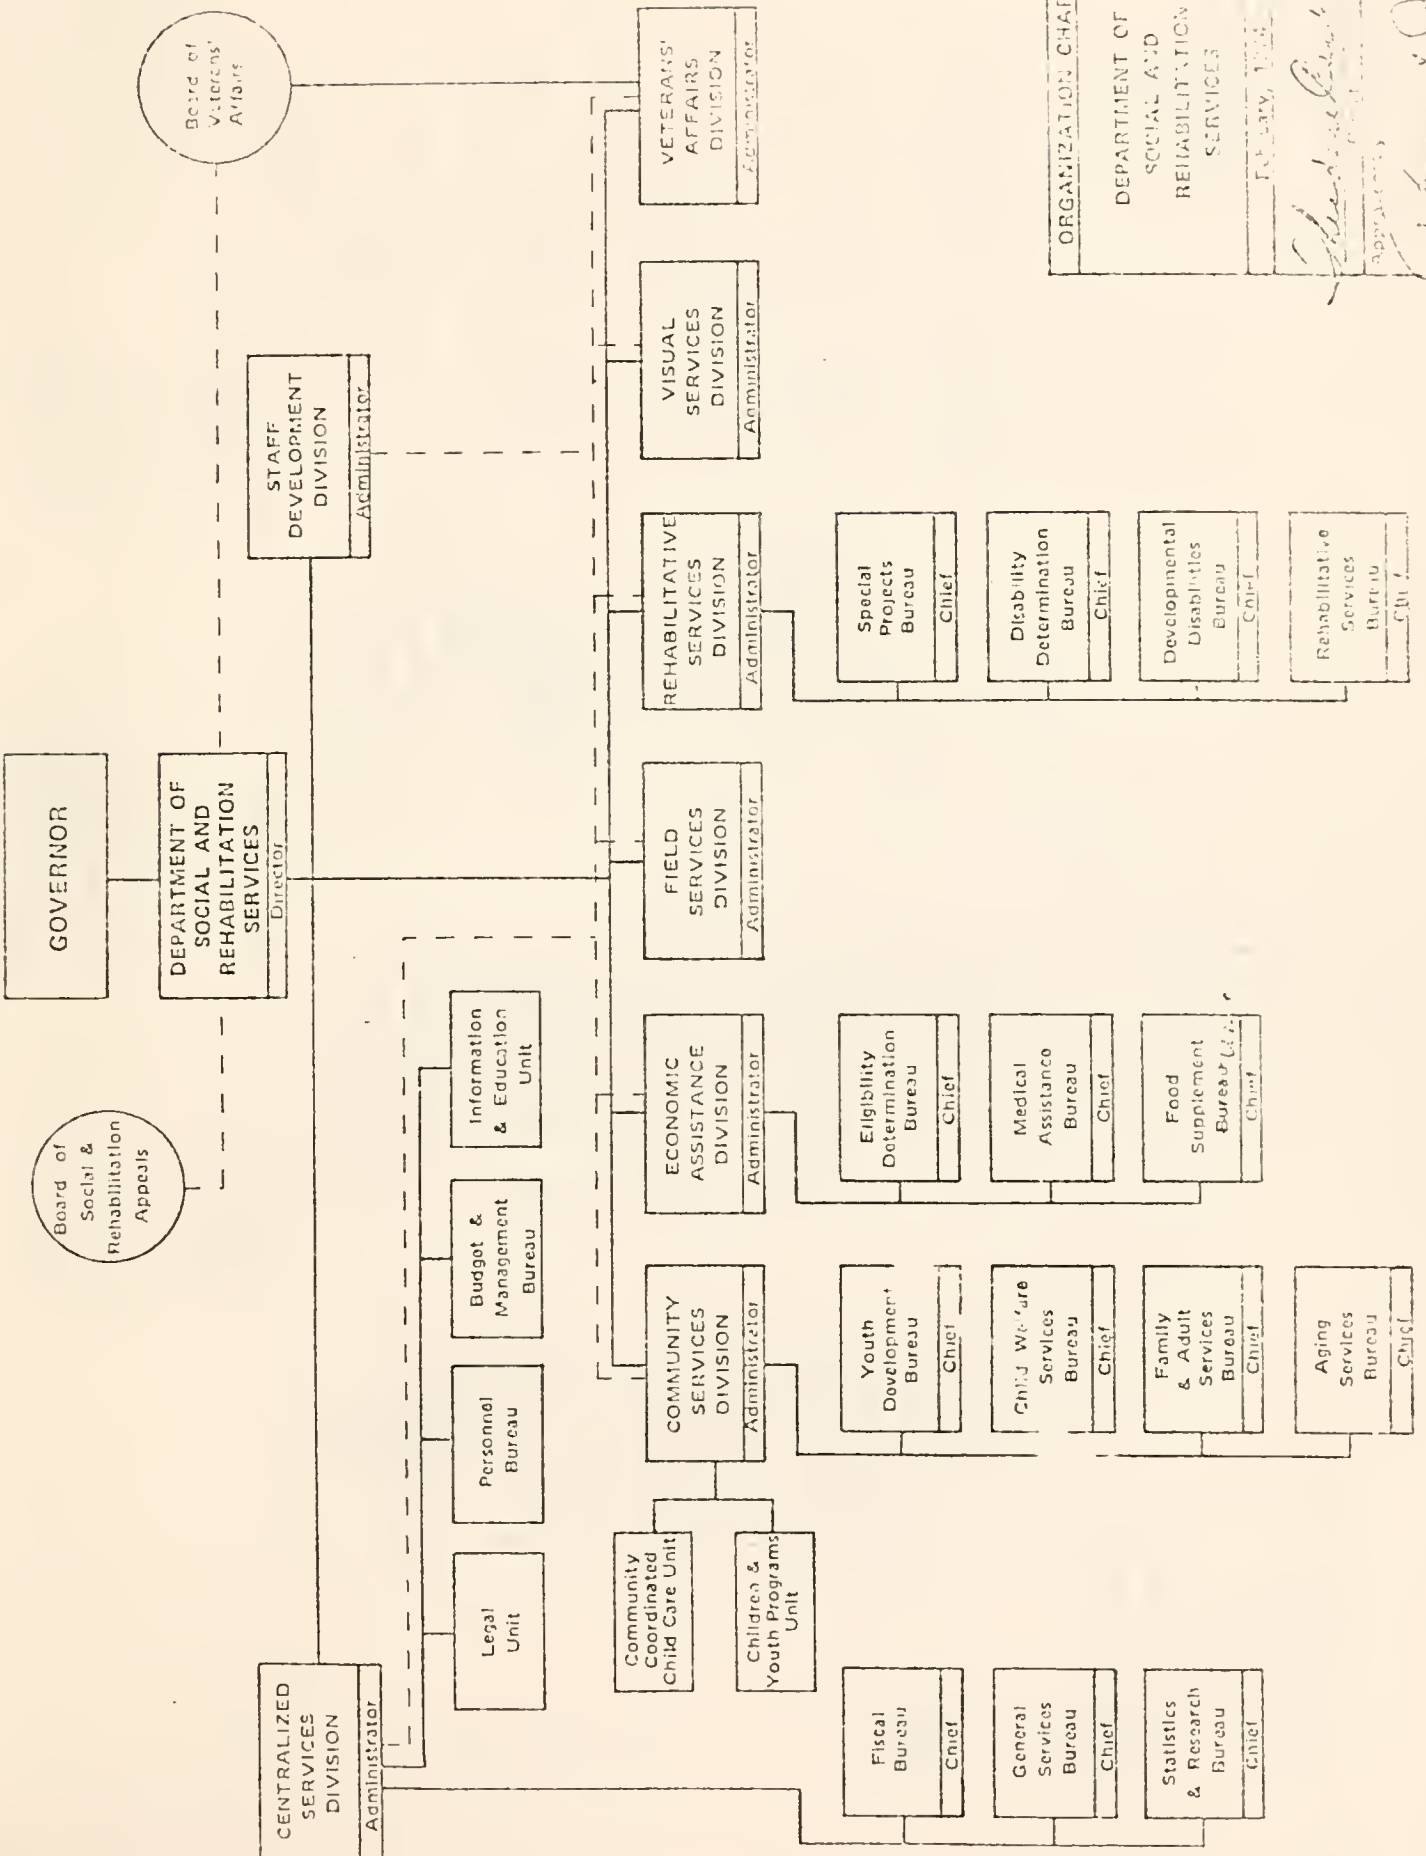 GOVERNOR
Board of
Social &
Rehabilitation
Appeals
DEPARTMENT OF
SOCIAL AND
REHABILITATION
SERVICES
Director
Board of
Veterans'
Affairs
CENTRALIZED
SERVICES
DIVISION
Administrator
STAFF
DEVELOPMENT
DIVISION
Administrator
Legal
Unit
Personnel
Bureau
Budget &
Management
Bureau
Information
& Education
Unit
Community
Coordinated
Child Care Unit
Children &
Youth Programs
Unit
COMMUNITY
SERVICES
DIVISION
Administrator
ECONOMIC
ASSISTANCE
DIVISION
Administrator
FIELD
SERVICES
DIVISION
Administrator
REHABILITATIVE
SERVICES
DIVISION
Administrator
VISUAL
SERVICES
DIVISION
Administrator
VETERANS'
AFFAIRS
DIVISION
Administrator
Fiscal
Bureau
Chief
General
Services
Bureau
Chief
Statistics
& Research
Bureau
Chief
Youth
Development
Bureau
Chief
Child Welfare
Services
Bureau
Chief
Family
& Adult
Services
Bureau
Chief
Aging
Services
Bureau
Chief
Eligibility
Determination
Bureau
Chief
Medical
Assistance
Bureau
Chief
Food
Supplement
Bureau
Chief
Special
Projects
Bureau
Chief
Disability
Determination
Bureau
Chief
Developmental
Disabilities
Bureau
Chief
Rehabilitative
Services
Bureau
Chief
ORGANIZATION
DEPARTMENT OF
SOCIAL AND
REHABILITATION
SERVICES
February,